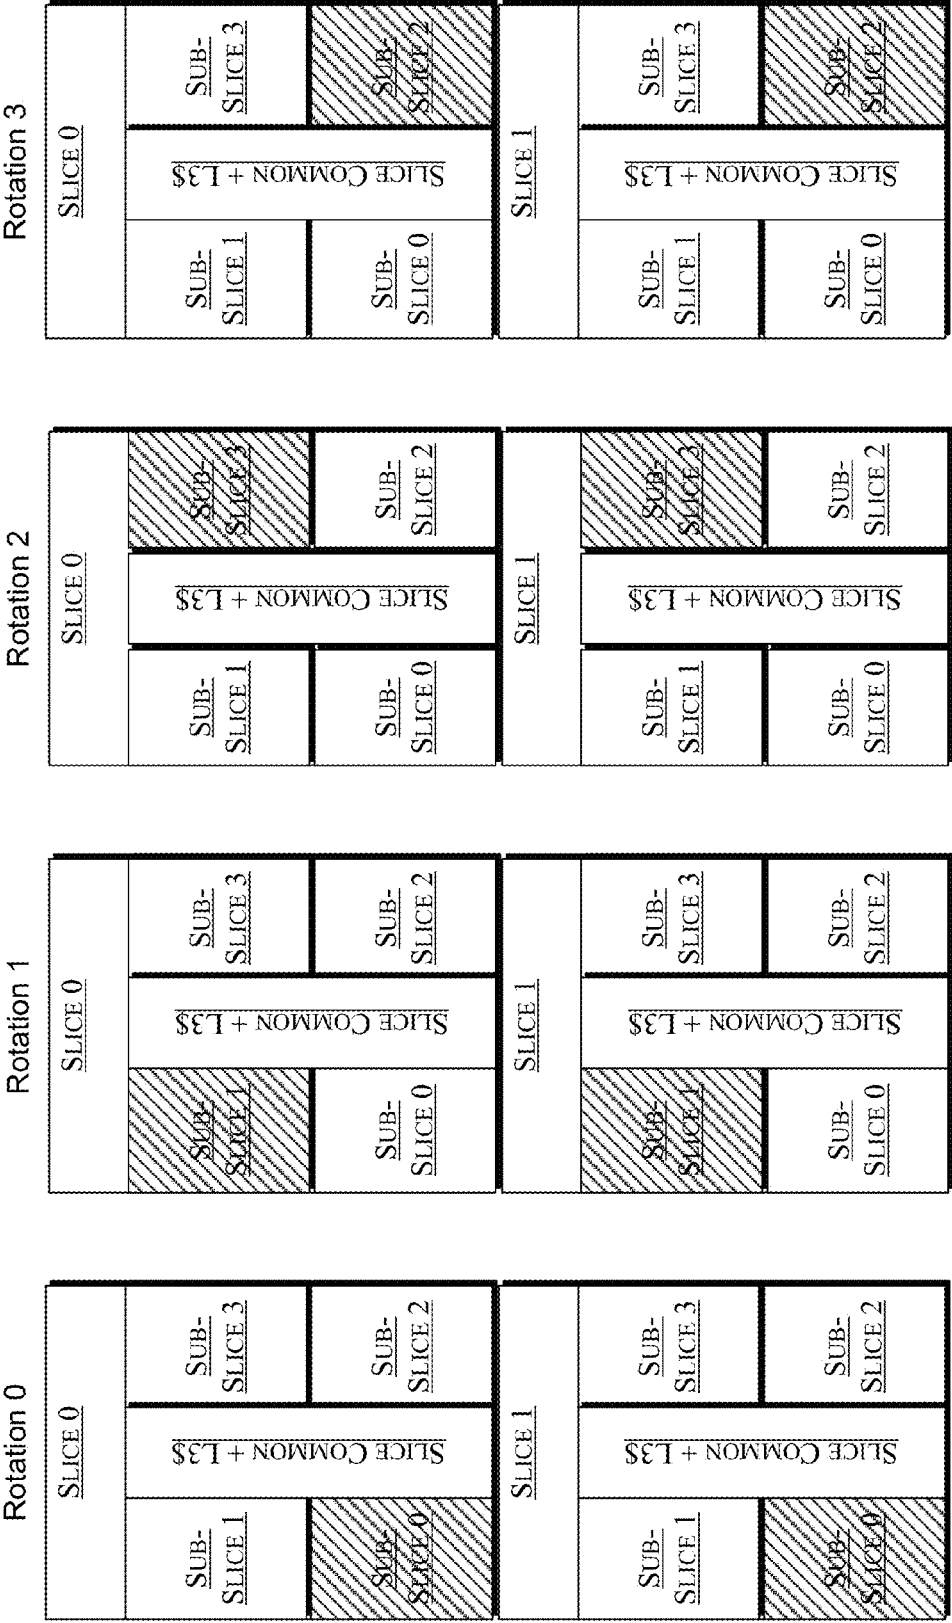 Rotation 0
SLICE 0
SUB-
SLICE 1
SLICE COMMON + L3$
SUB-
SLICE 3
SUB-
SLICE 0
SUB-
SLICE 2
SLICE 1
SUB-
SLICE 1
SLICE COMMON + L3$
SUB-
SLICE 3
SUB-
SLICE 0
SUB-
SLICE 2
Rotation 1
SLICE 0
SUB-
SLICE 1
SLICE COMMON + L3$
SUB-
SLICE 3
SUB-
SLICE 0
SUB-
SLICE 2
SLICE 1
SUB-
SLICE 1
SLICE COMMON + L3$
SUB-
SLICE 3
SUB-
SLICE 0
SUB-
SLICE 2
Rotation 2
SLICE 0
SUB-
SLICE 1
SLICE COMMON + L3$
SUB-
SLICE 3
SUB-
SLICE 0
SUB-
SLICE 2
SLICE 1
SUB-
SLICE 1
SLICE COMMON + L3$
SUB-
SLICE 3
SUB-
SLICE 0
SUB-
SLICE 2
Rotation 3
SLICE 0
SUB-
SLICE 1
SLICE COMMON + L3$
SUB-
SLICE 3
SUB-
SLICE 0
SUB-
SLICE 2
SLICE 1
SUB-
SLICE 1
SLICE COMMON + L3$
SUB-
SLICE 3
SUB-
SLICE 0
SUB-
SLICE 2